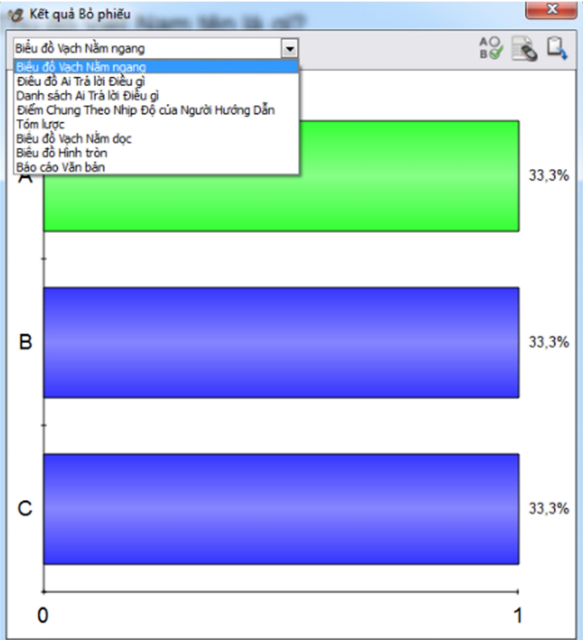 Kết quả Bỏ phiếu
Biểu đồ Vạch Nằm ngang
Biểu đồ Vạch Nằm ngang
Điều đồ Ai Trả lời Điều gì
Danh sách Ai Trả lời Điều gì
Điểm Chung Theo Nhịp Độ của Người Hướng Dẫn
Tóm lược
Biểu đồ Vạch Nằm dọc
Biểu đồ Hình tròn
Báo cáo Văn bản
A 33,3%
B 33,3%
C 33,3%
0 1